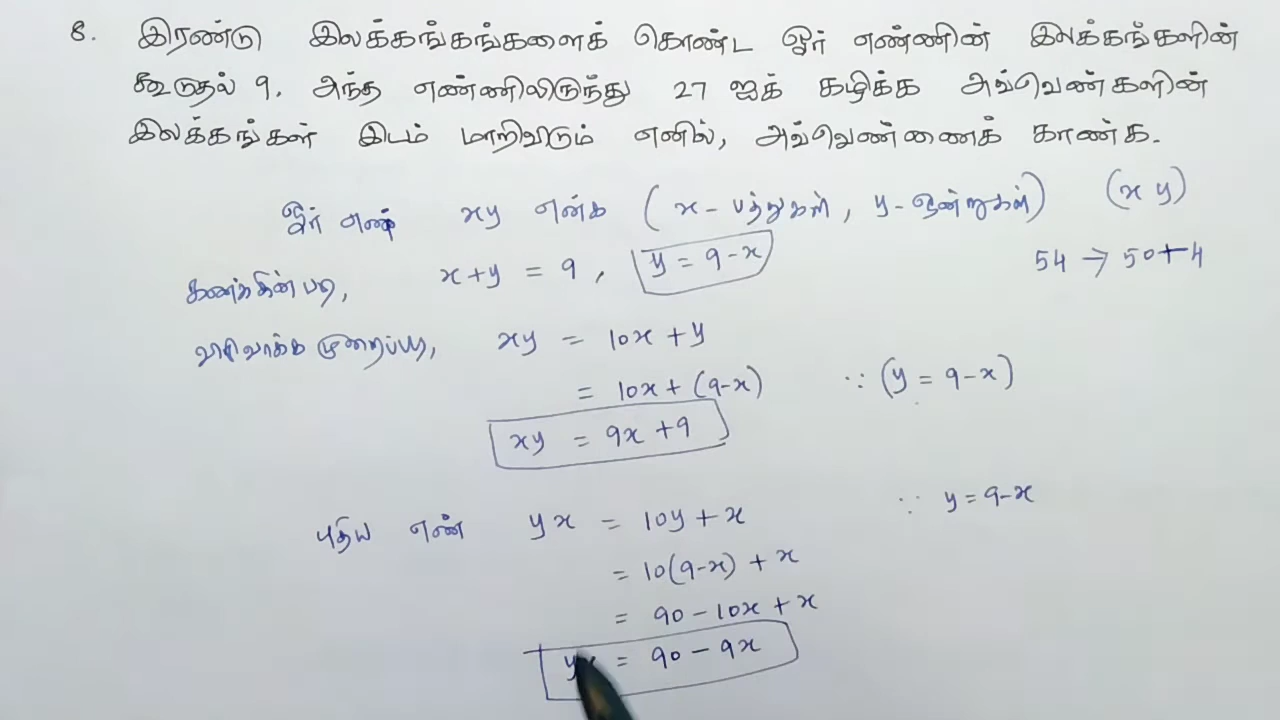 8. இரண்டு இலக்கங்கங்களைக் கொண்ட ஓர் எண்ணின் இலக்கங்களின்
கூடுதல் 9. அந்த எண்ணிலிருந்து 27 ஐக் கழிக்க அவ்வெண்களின்
இலக்கங்கள் இடம் மாறிவிடும் எனில், அவ்வெண்ணைக் காண்க.
ஓர் எண் xy என்க (x - பத்துகள், y - ஒன்றுகள்) (x y)
கணக்கின்படி, x+y = 9, y = 9-x
54 → 50+4
விரிவாக்க முறைப்படி, xy = 10x + y
= 10x + (9-x) ∵ (y = 9-x)
xy = 9x + 9
புதிய எண் yx = 10y + x ∵ y = 9-x
= 10(9-x) + x
= 90 - 10x + x
yx = 90 - 9x